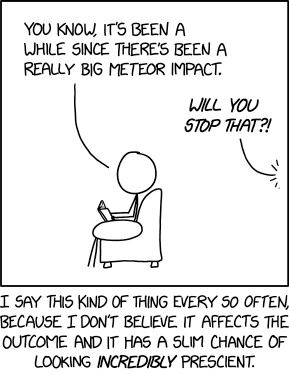 YOU KNOW, IT'S BEEN A
WHILE SINCE THERE'S BEEN A
REALLY BIG METEOR IMPACT.
WILL YOU
STOP THAT?!
I SAY THIS KIND OF THING EVERY SO OFTEN,
BECAUSE I DON'T BELIEVE IT AFFECTS THE
OUTCOME AND IT HAS A SLIM CHANCE OF
LOOKING INCREDIBLY PRESCIENT.